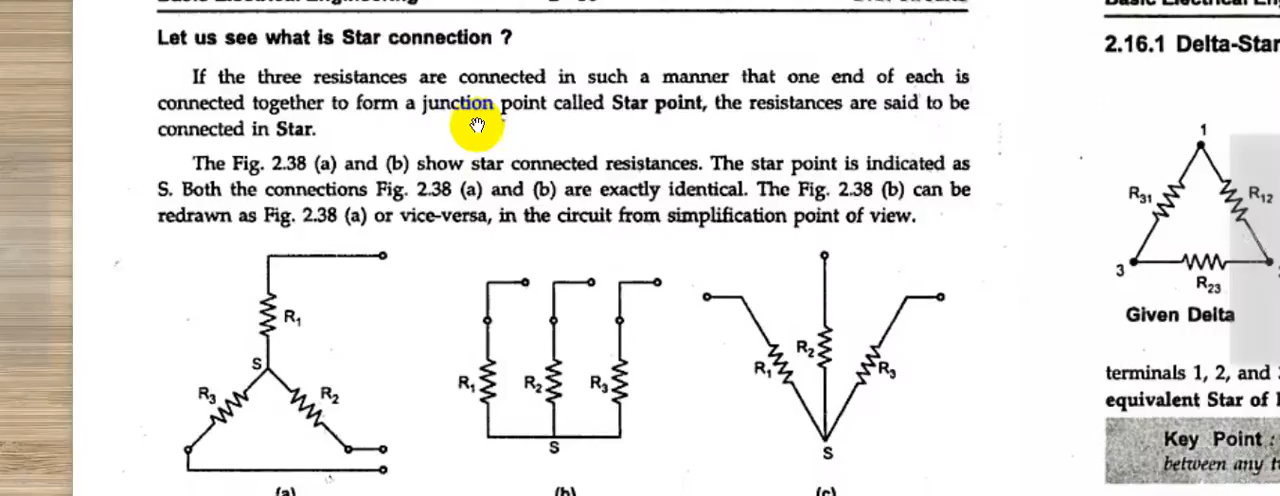 Let us see what is Star connection ?
If the three resistances are connected in such a manner that one end of each is
connected together to form a junction point called Star point, the resistances are said to be
connected in Star.
The Fig. 2.38 (a) and (b) show star connected resistances. The star point is indicated as
S. Both the connections Fig. 2.38 (a) and (b) are exactly identical. The Fig. 2.38 (b) can be
redrawn as Fig. 2.38 (a) or vice-versa, in the circuit from simplification point of view.
R1
S
R3
R2
(a)
R1
R2
R3
S
(b)
R1
R2
R3
S
(c)
2.16.1 Delta-Star
1
R31
R12
3
R23
Given Delta
terminals 1, 2, and
equivalent Star of
Key Point :
between any